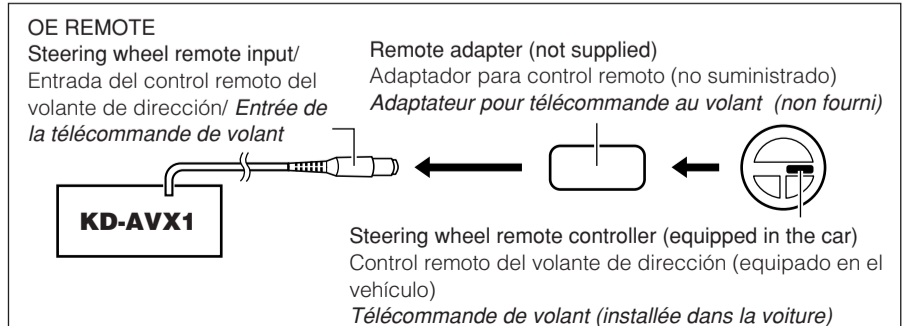 OE REMOTE
Steering wheel remote input/
Entrada del control remoto del
volante de dirección/ Entrée de
la télécommande de volant
Remote adapter (not supplied)
Adaptador para control remoto (no suministrado)
Adaptateur pour télécommande au volant (non fourni)
KD-AVX1
Steering wheel remote controller (equipped in the car)
Control remoto del volante de dirección (equipado en el
vehículo)
Télécommande de volant (installée dans la voiture)